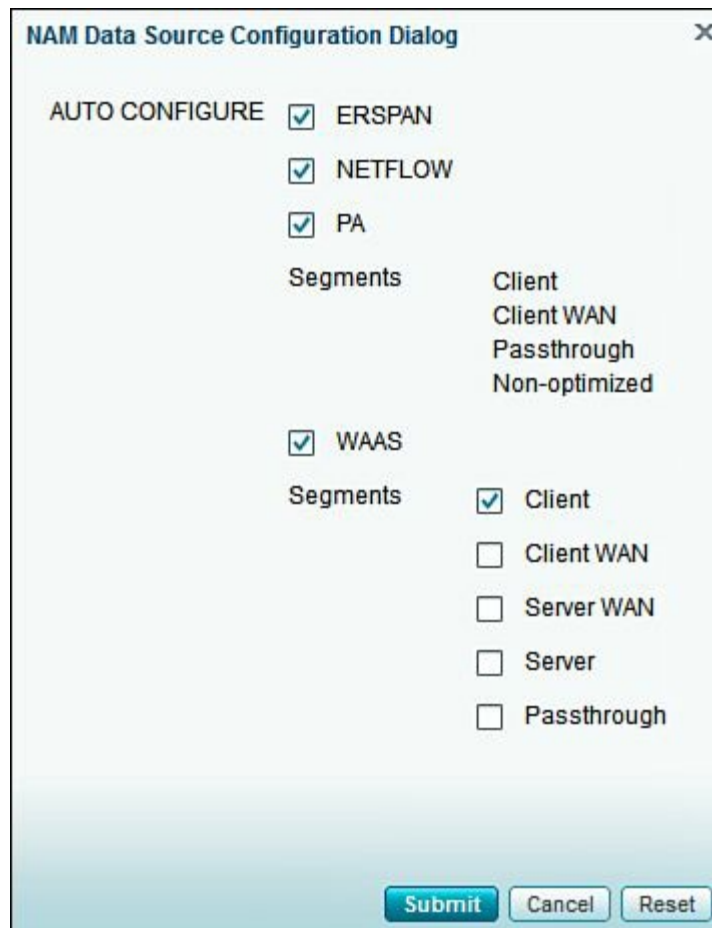 NAM Data Source Configuration Dialog
AUTO CONFIGURE ERSPAN
NETFLOW
PA
Segments Client
Client WAN
Passthrough
Non-optimized
WAAS
Segments Client
Client WAN
Server WAN
Server
Passthrough
Submit Cancel Reset